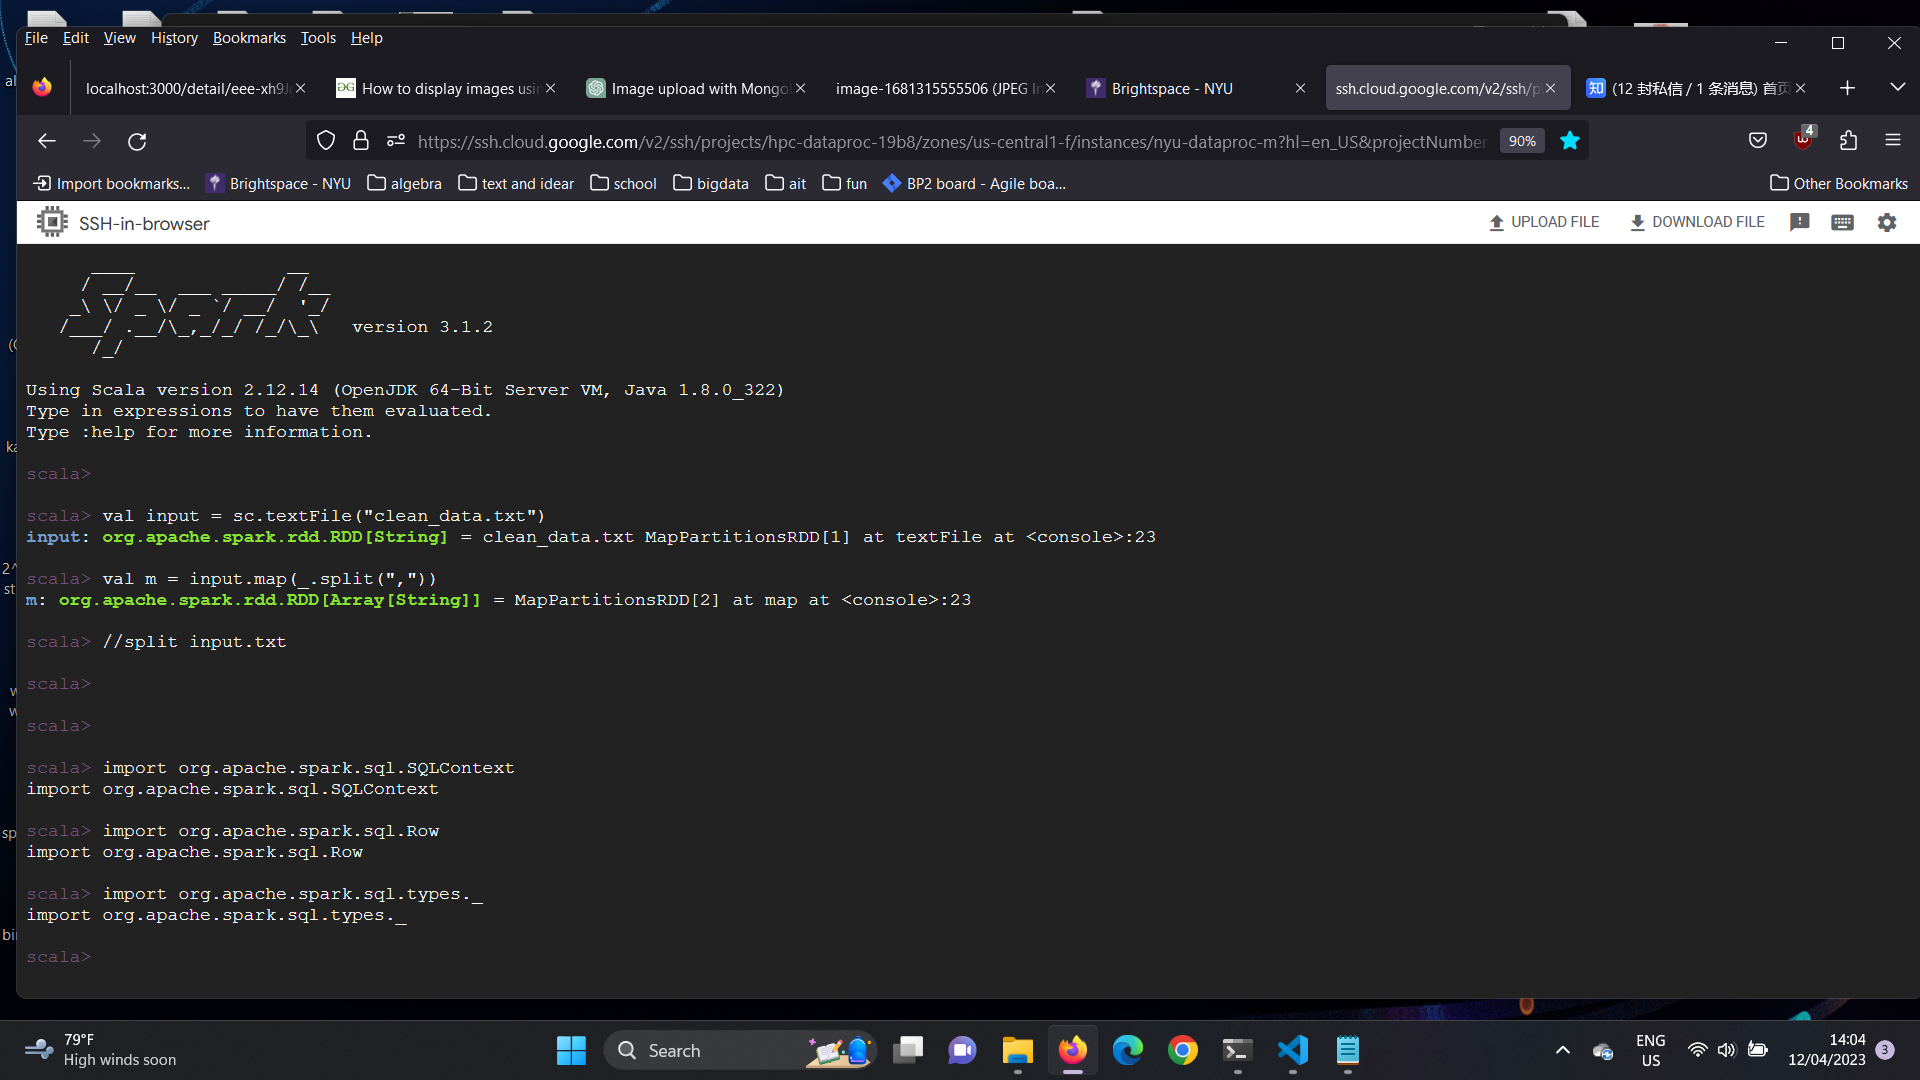 File Edit View History Bookmarks Tools Help
localhost:3000/detail/eee-xh9J
How to display images usin
Image upload with Mongo
image-1681315555506 (JPEG I
Brightspace - NYU
ssh.cloud.google.com/v2/ssh/p
知 (12 封私信 / 1 条消息) 首页
https://ssh.cloud.google.com/v2/ssh/projects/hpc-dataproc-19b8/zones/us-central1-f/instances/nyu-dataproc-m?hl=en_US&projectNumber 90% 4
Import bookmarks... Brightspace - NYU algebra text and idear school bigdata ait fun BP2 board - Agile boa... Other Bookmarks
SSH-in-browser UPLOAD FILE DOWNLOAD FILE
version 3.1.2
Using Scala version 2.12.14 (OpenJDK 64-Bit Server VM, Java 1.8.0_322)
Type in expressions to have them evaluated.
Type :help for more information.
scala>
scala> val input = sc.textFile("clean_data.txt")
input: org.apache.spark.rdd.RDD[String] = clean_data.txt MapPartitionsRDD[1] at textFile at <console>:23
scala> val m = input.map(_.split(","))
m: org.apache.spark.rdd.RDD[Array[String]] = MapPartitionsRDD[2] at map at <console>:23
scala> //split input.txt
scala>
scala>
scala> import org.apache.spark.sql.SQLContext
import org.apache.spark.sql.SQLContext
scala> import org.apache.spark.sql.Row
import org.apache.spark.sql.Row
scala> import org.apache.spark.sql.types._
import org.apache.spark.sql.types._
scala>
79°F
High winds soon
Search
ENG
US
14:04
12/04/2023
3